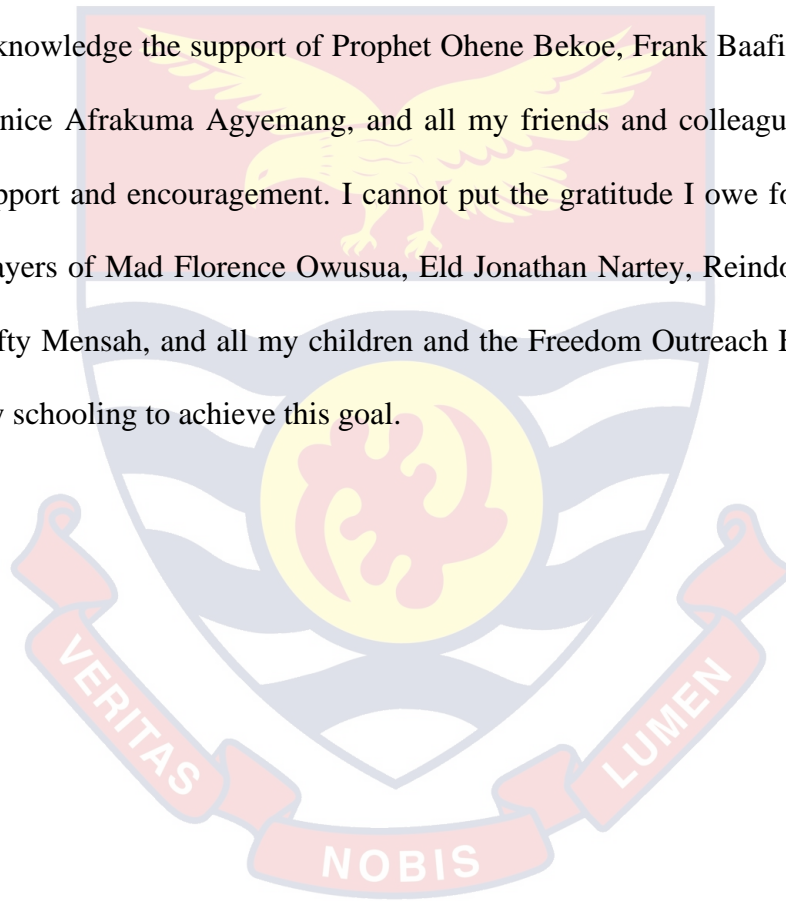 knowledge the support of Prophet Ohene Bekoe, Frank Baafi
nice Afrakuma Agyemang, and all my friends and colleagu
pport and encouragement. I cannot put the gratitude I owe fo
ayers of Mad Florence Owusua, Eld Jonathan Nartey, Reindo
fty Mensah, and all my children and the Freedom Outreach
y schooling to achieve this goal.
VERITAS
NOBIS
LUMEN